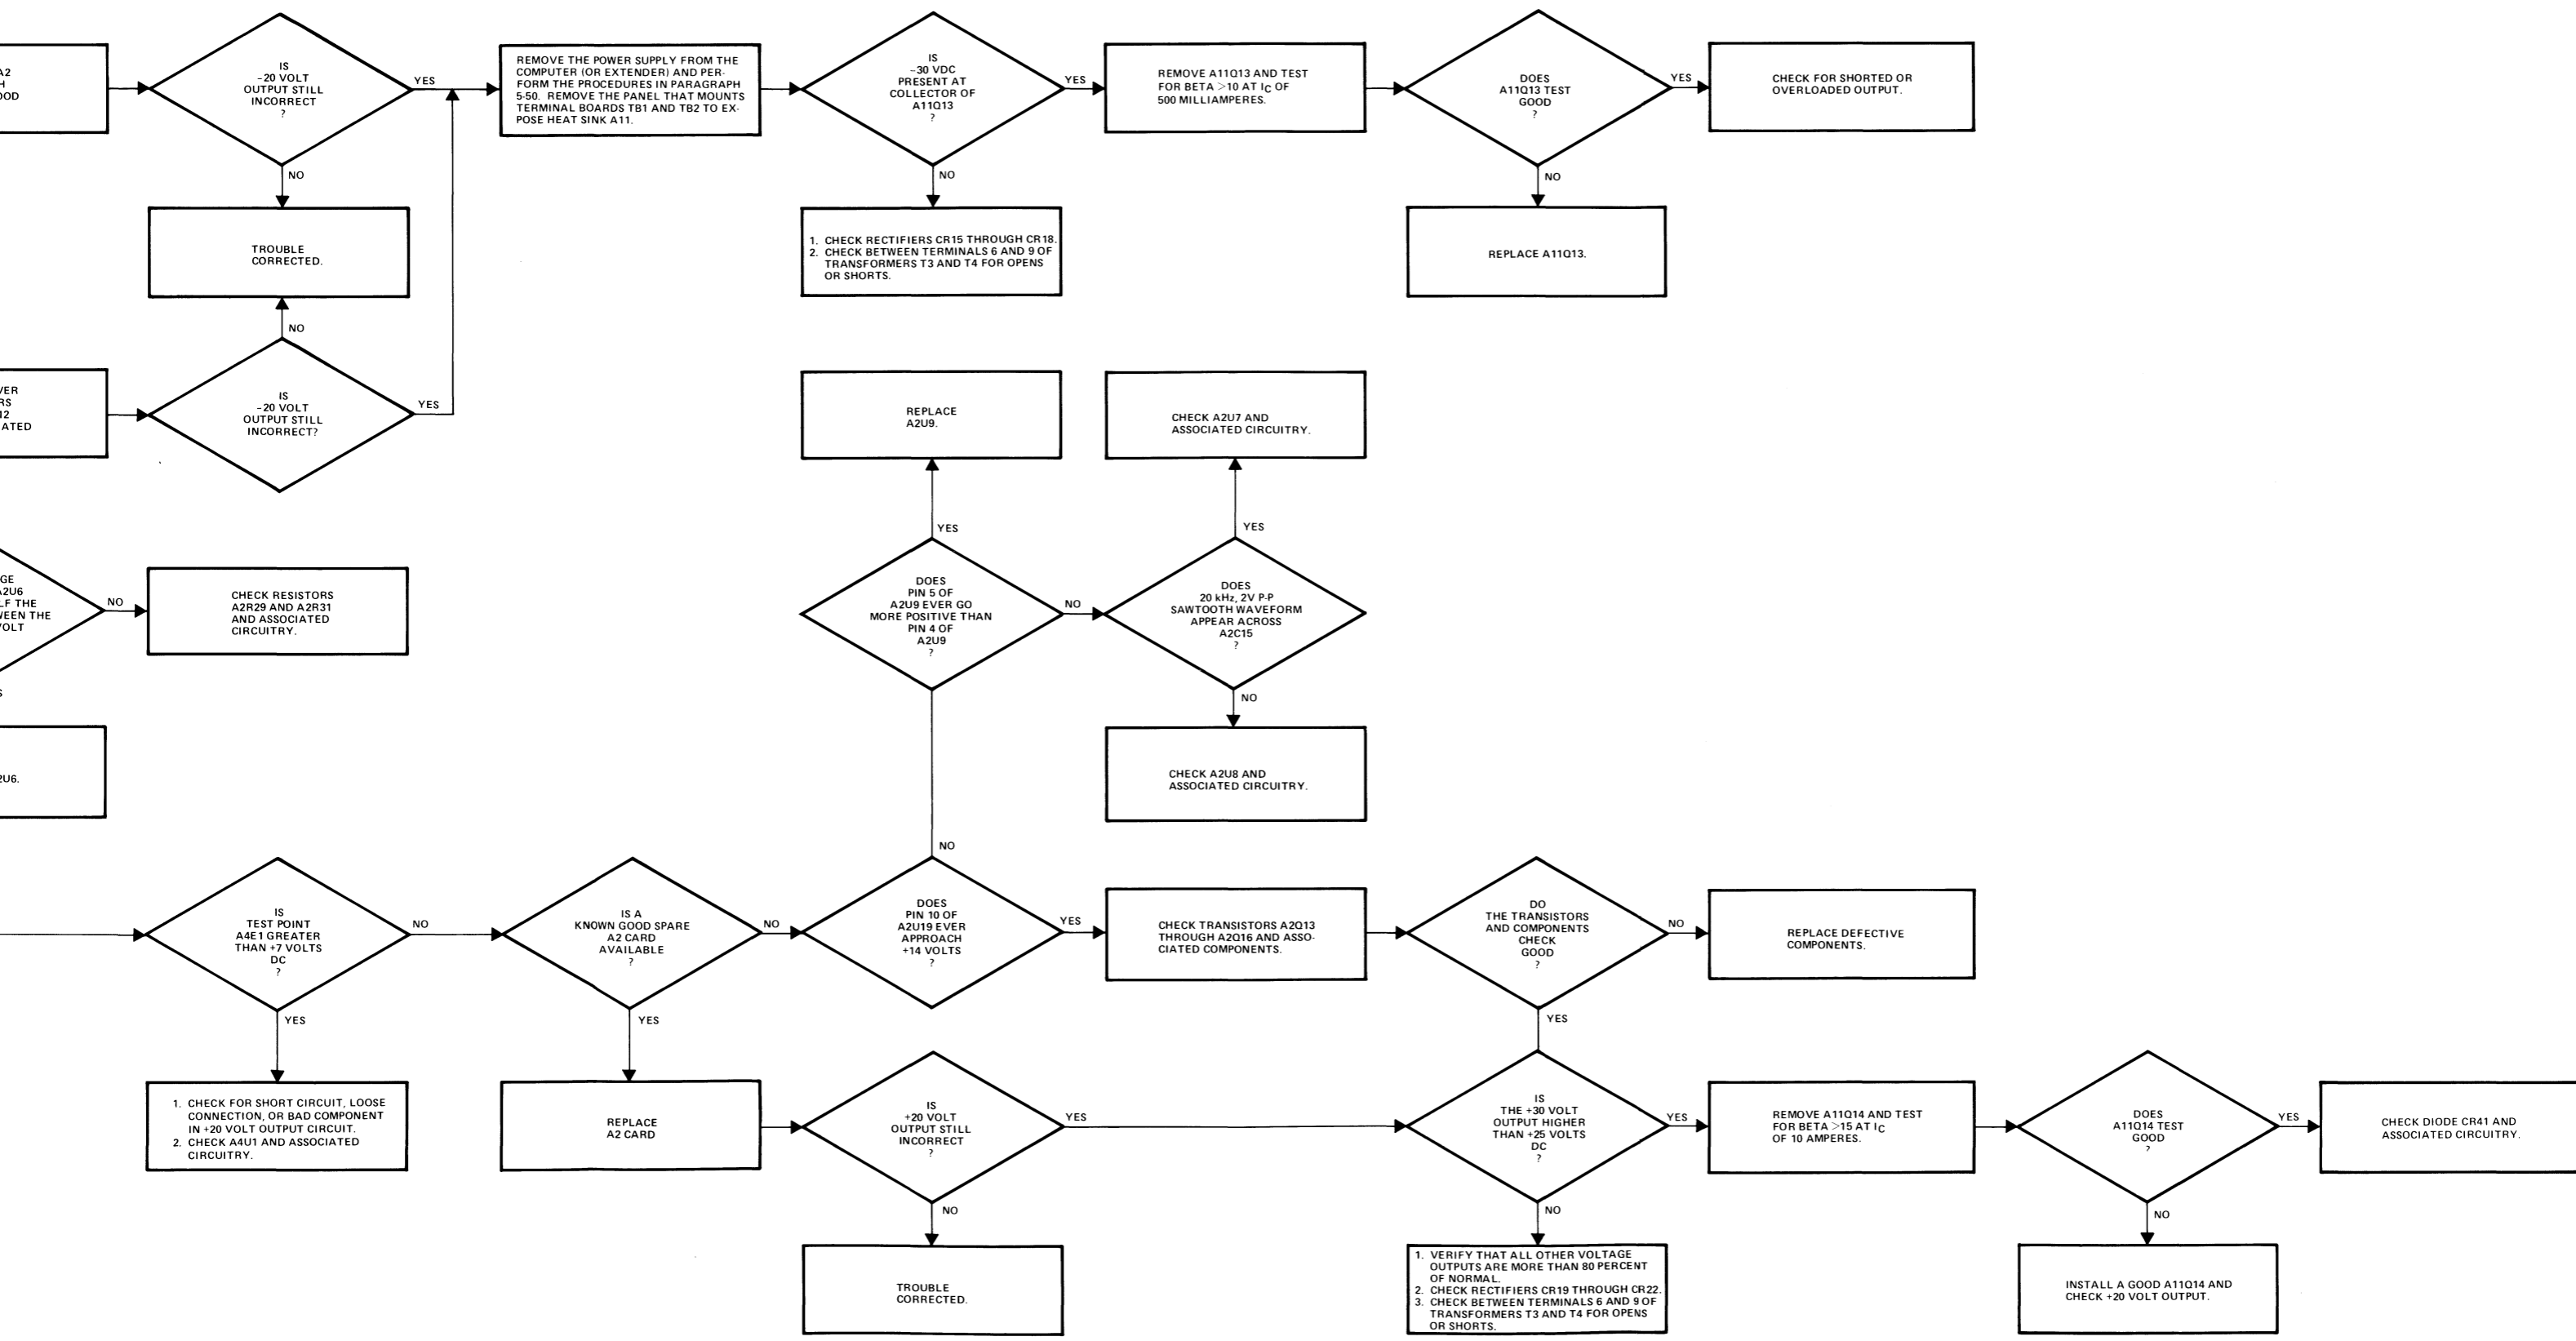 A2
H
OOD
IS
-20 VOLT
OUTPUT STILL
INCORRECT
?
YES
NO
REMOVE THE POWER SUPPLY FROM THE
COMPUTER (OR EXTENDER) AND PER-
FORM THE PROCEDURES IN PARAGRAPH
5-50. REMOVE THE PANEL THAT MOUNTS
TERMINAL BOARDS TB1 AND TB2 TO EX-
POSE HEAT SINK A11.
IS
-30 VDC
PRESENT AT
COLLECTOR OF
A11Q13
?
YES
NO
REMOVE A11Q13 AND TEST
FOR BETA >10 AT IC OF
500 MILLIAMPERES.
DOES
A11Q13 TEST
GOOD
?
YES
NO
CHECK FOR SHORTED OR
OVERLOADED OUTPUT.
TROUBLE
CORRECTED.
1. CHECK RECTIFIERS CR15 THROUGH CR18.
2. CHECK BETWEEN TERMINALS 6 AND 9 OF
TRANSFORMERS T3 AND T4 FOR OPENS
OR SHORTS.
REPLACE A11Q13.
NO
VER
RS
12
ATED
IS
-20 VOLT
OUTPUT STILL
INCORRECT?
YES
REPLACE
A2U9.
CHECK A2U7 AND
ASSOCIATED CIRCUITRY.
YES
YES
GE
A2U6
LF THE
WEEN THE
VOLT
NO
S
CHECK RESISTORS
A2R29 AND A2R31
AND ASSOCIATED
CIRCUITRY.
DOES
PIN 5 OF
A2U9 EVER GO
MORE POSITIVE THAN
PIN 4 OF
A2U9
?
NO
DOES
20 kHz, 2V P-P
SAWTOOTH WAVEFORM
APPEAR ACROSS
A2C15
?
NO
2U6.
CHECK A2U8 AND
ASSOCIATED CIRCUITRY.
NO
IS
TEST POINT
A4E1 GREATER
THAN +7 VOLTS
DC
?
NO
YES
IS A
KNOWN GOOD SPARE
A2 CARD
AVAILABLE
?
NO
YES
DOES
PIN 10 OF
A2U19 EVER
APPROACH
+14 VOLTS
?
YES
CHECK TRANSISTORS A2Q13
THROUGH A2Q16 AND ASSO-
CIATED COMPONENTS.
DO
THE TRANSISTORS
AND COMPONENTS
CHECK
GOOD
?
NO
YES
REPLACE DEFECTIVE
COMPONENTS.
1. CHECK FOR SHORT CIRCUIT, LOOSE
CONNECTION, OR BAD COMPONENT
IN +20 VOLT OUTPUT CIRCUIT.
2. CHECK A4U1 AND ASSOCIATED
CIRCUITRY.
REPLACE
A2 CARD
IS
+20 VOLT
OUTPUT STILL
INCORRECT
?
YES
NO
IS
THE +30 VOLT
OUTPUT HIGHER
THAN +25 VOLTS
DC
?
YES
NO
REMOVE A11Q14 AND TEST
FOR BETA >15 AT IC
OF 10 AMPERES.
DOES
A11Q14 TEST
GOOD
?
YES
NO
CHECK DIODE CR41 AND
ASSOCIATED CIRCUITRY.
TROUBLE
CORRECTED.
1. VERIFY THAT ALL OTHER VOLTAGE
OUTPUTS ARE MORE THAN 80 PERCENT
OF NORMAL.
2. CHECK RECTIFIERS CR19 THROUGH CR22.
3. CHECK BETWEEN TERMINALS 6 AND 9 OF
TRANSFORMERS T3 AND T4 FOR OPENS
OR SHORTS.
INSTALL A GOOD A11Q14 AND
CHECK +20 VOLT OUTPUT.